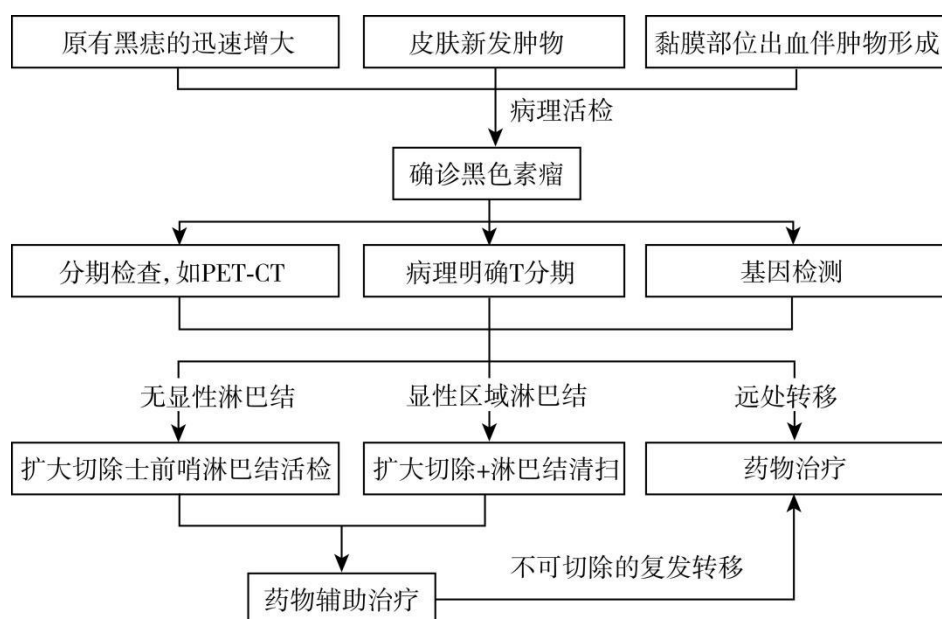 原有黑痣的迅速增大
皮肤新发肿物
黏膜部位出血伴肿物形成
病理活检
确诊黑色素瘤
分期检查,如PET-CT
病理明确T分期
基因检测
无显性淋巴结
显性区域淋巴结
远处转移
扩大切除士前哨淋巴结活检
扩大切除+淋巴结清扫
药物治疗
不可切除的复发转移
药物辅助治疗